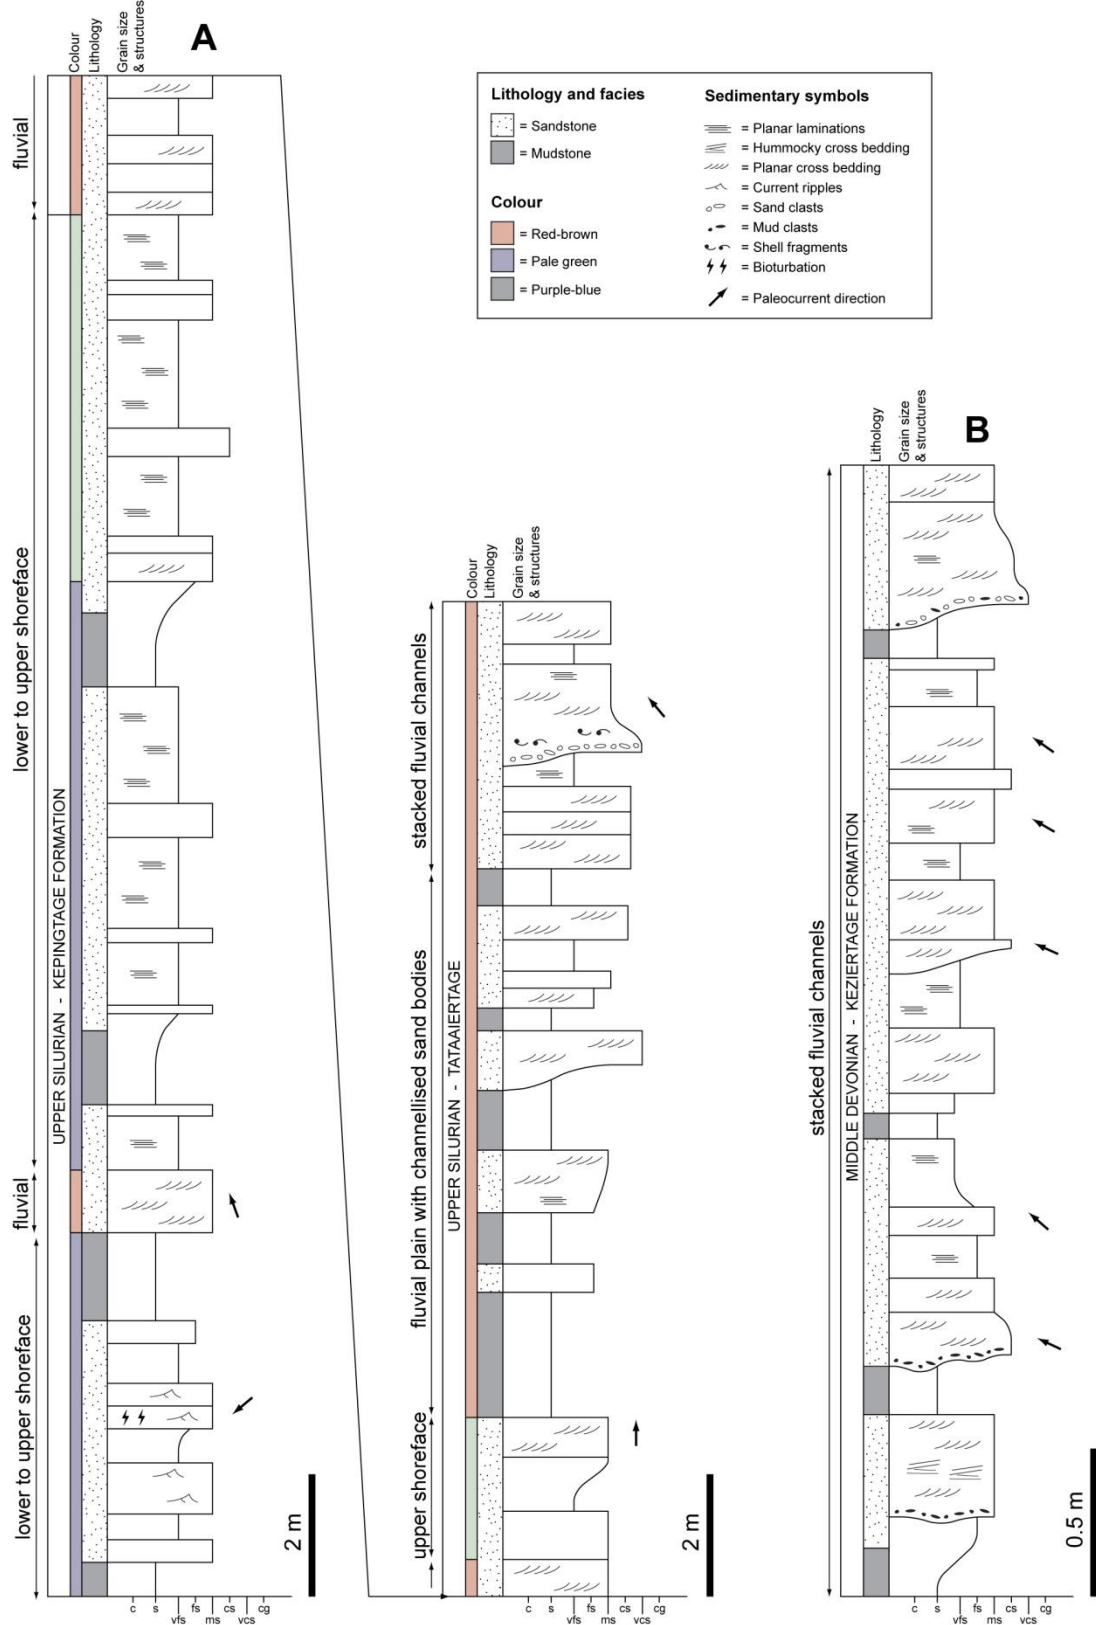 A
Colour
Lithology
Grain size
& structures
fluvial
lower to upper shoreface
fluvial
lower to upper shoreface
UPPER SILURIAN - KEPINGTAGE FORMATION
2 m
c
s
vfs
fs
ms
cs
vcs
cg
Lithology and facies
= Sandstone
= Mudstone
Colour
= Red-brown
= Pale green
= Purple-blue
Sedimentary symbols
= Planar laminations
= Hummocky cross bedding
= Planar cross bedding
= Current ripples
= Sand clasts
= Mud clasts
= Shell fragments
= Bioturbation
= Paleocurrent direction
Colour
Lithology
Grain size
& structures
stacked fluvial channels
fluvial plain with channellised sand bodies
upper shoreface
UPPER SILURIAN - TATAAIERTAGE
2 m
c
s
vfs
fs
ms
cs
vcs
cg
B
Lithology
Grain size
& structures
stacked fluvial channels
MIDDLE DEVONIAN - KEZIERTAGE FORMATION
0.5 m
c
s
vfs
fs
ms
cs
vcs
cg